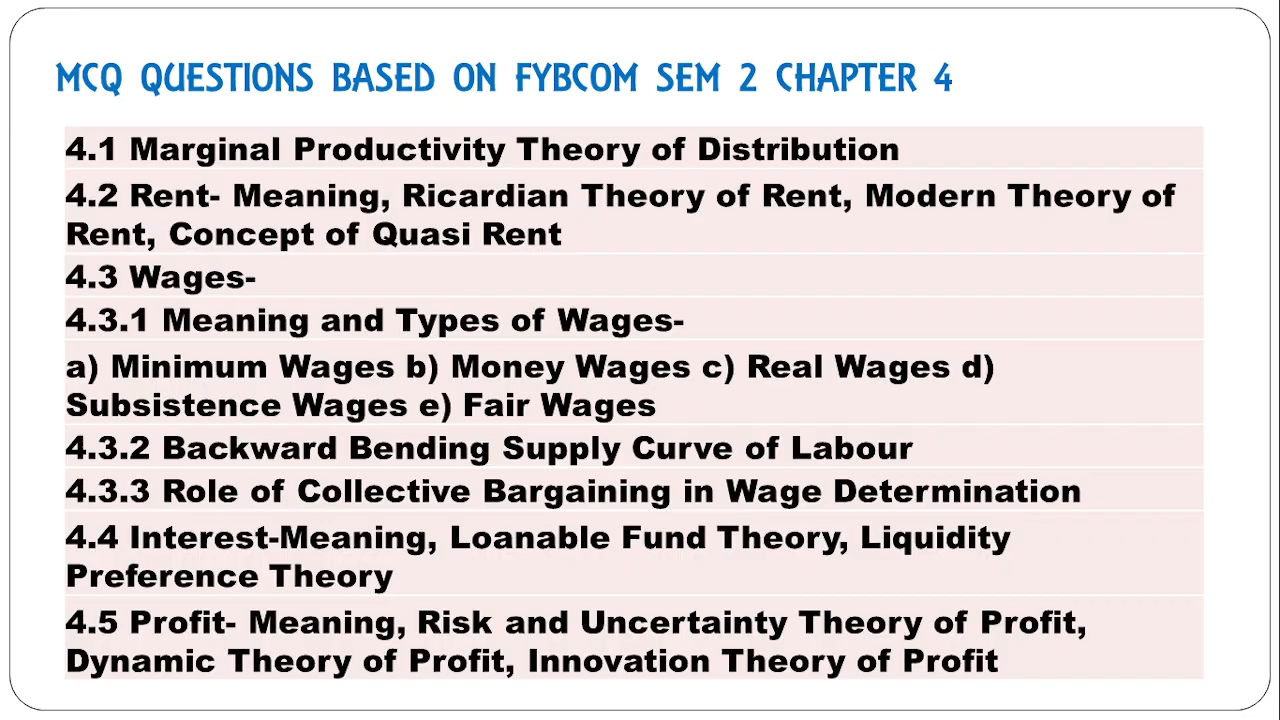 MCQ QUESTIONS BASED ON FYBCOM SEM 2 CHAPTER 4
4.1 Marginal Productivity Theory of Distribution
4.2 Rent- Meaning, Ricardian Theory of Rent, Modern Theory of
Rent, Concept of Quasi Rent
4.3 Wages-
4.3.1 Meaning and Types of Wages-
a) Minimum Wages b) Money Wages c) Real Wages d)
Subsistence Wages e) Fair Wages
4.3.2 Backward Bending Supply Curve of Labour
4.3.3 Role of Collective Bargaining in Wage Determination
4.4 Interest-Meaning, Loanable Fund Theory, Liquidity
Preference Theory
4.5 Profit- Meaning, Risk and Uncertainty Theory of Profit,
Dynamic Theory of Profit, Innovation Theory of Profit